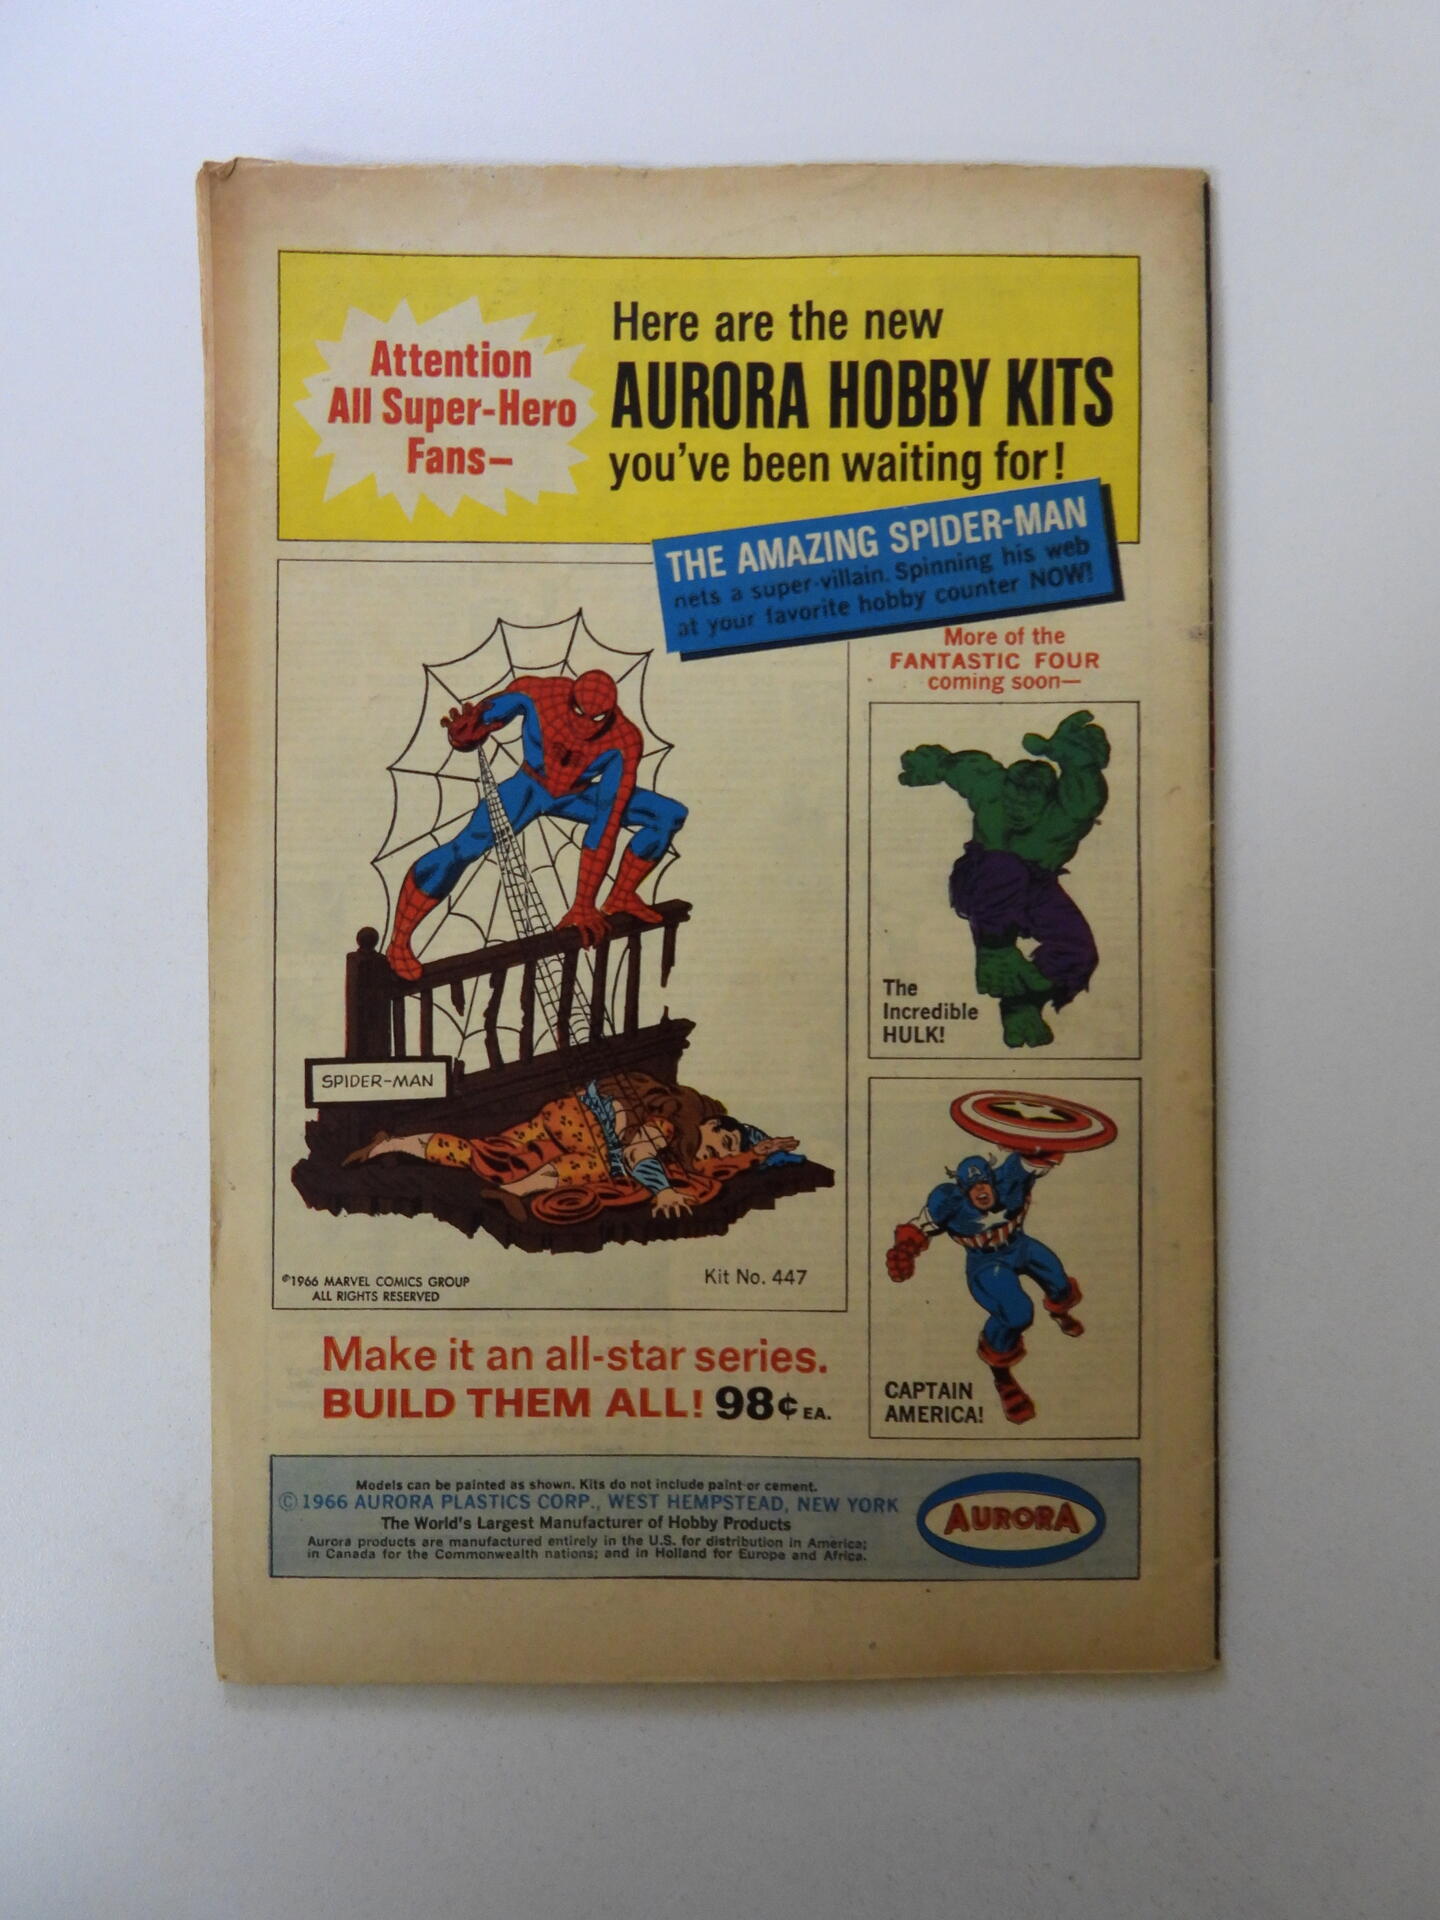 Attention
All Super-Hero
Fans—
Here are the new
AURORA HOBBY KITS
you've been waiting for!
THE AMAZING SPIDER-MAN
nets a super-villain. Spinning his web
at your favorite hobby counter NOW!
More of the
FANTASTIC FOUR
coming soon—
The
Incredible
HULK!
SPIDER-MAN
©1966 MARVEL COMICS GROUP
ALL RIGHTS RESERVED
Kit No. 447
A
CAPTAIN
AMERICA!
Make it an all-star series.
BUILD THEM ALL! 98¢ EA.
Models can be painted as shown. Kits do not include paint or cement.
© 1966 AURORA PLASTICS CORP., WEST HEMPSTEAD, NEW YORK
The World's Largest Manufacturer of Hobby Products
Aurora products are manufactured entirely in the U.S. for distribution in America;
in Canada for the Commonwealth nations; and in Holland for Europe and Africa.
AURORA